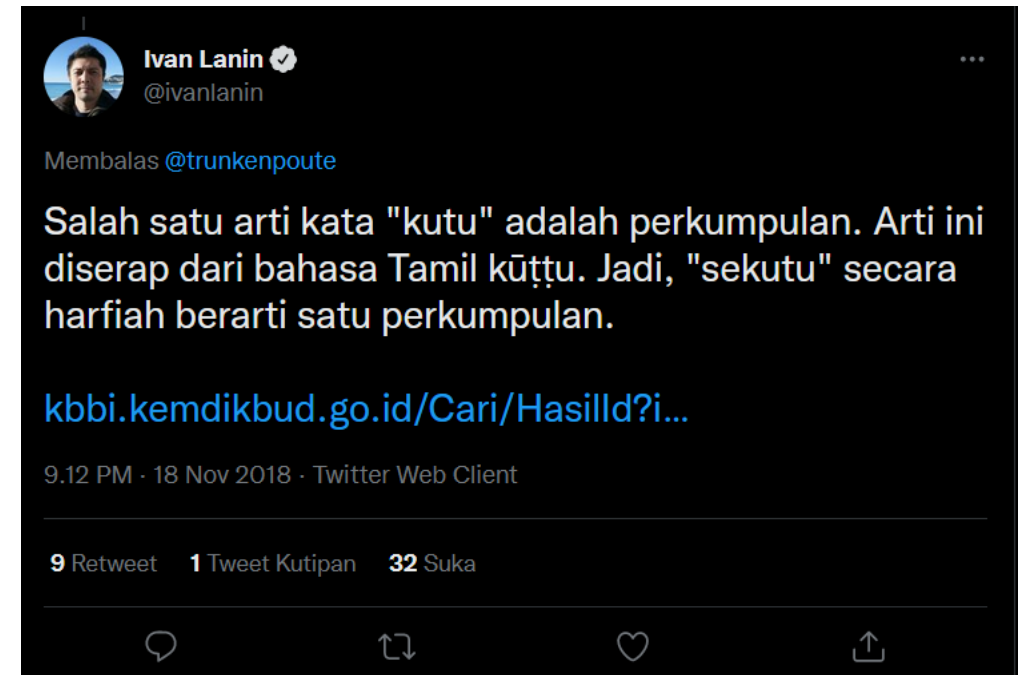 Ivan Lanin
@ivanlanin
Membalas @trunkenpoute
Salah satu arti kata "kutu" adalah perkumpulan. Arti ini
diserap dari bahasa Tamil kūṭṭu. Jadi, "sekutu" secara
harfiah berarti satu perkumpulan.
kbbi.kemdikbud.go.id/Cari/HasilId?i...
9.12 PM · 18 Nov 2018 · Twitter Web Client
9 Retweet 1 Tweet Kutipan 32 Suka